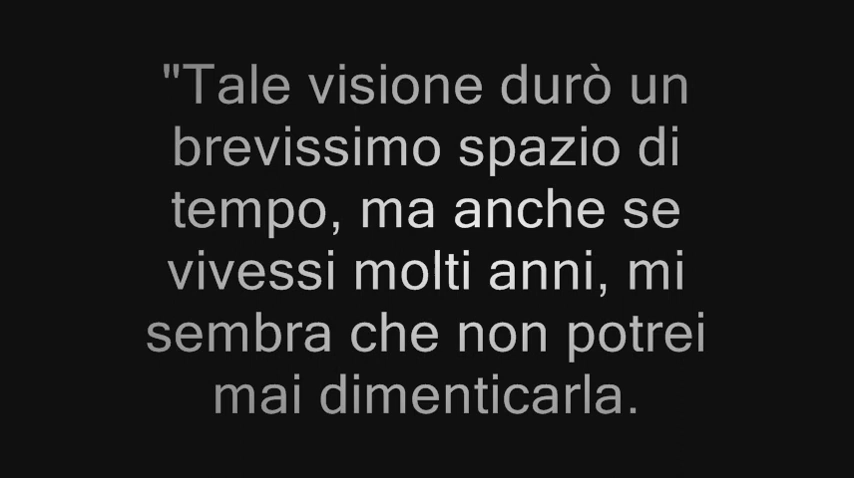 "Tale visione durò un
brevissimo spazio di
tempo, ma anche se
vivessi molti anni, mi
sembra che non potrei
mai dimenticarla.